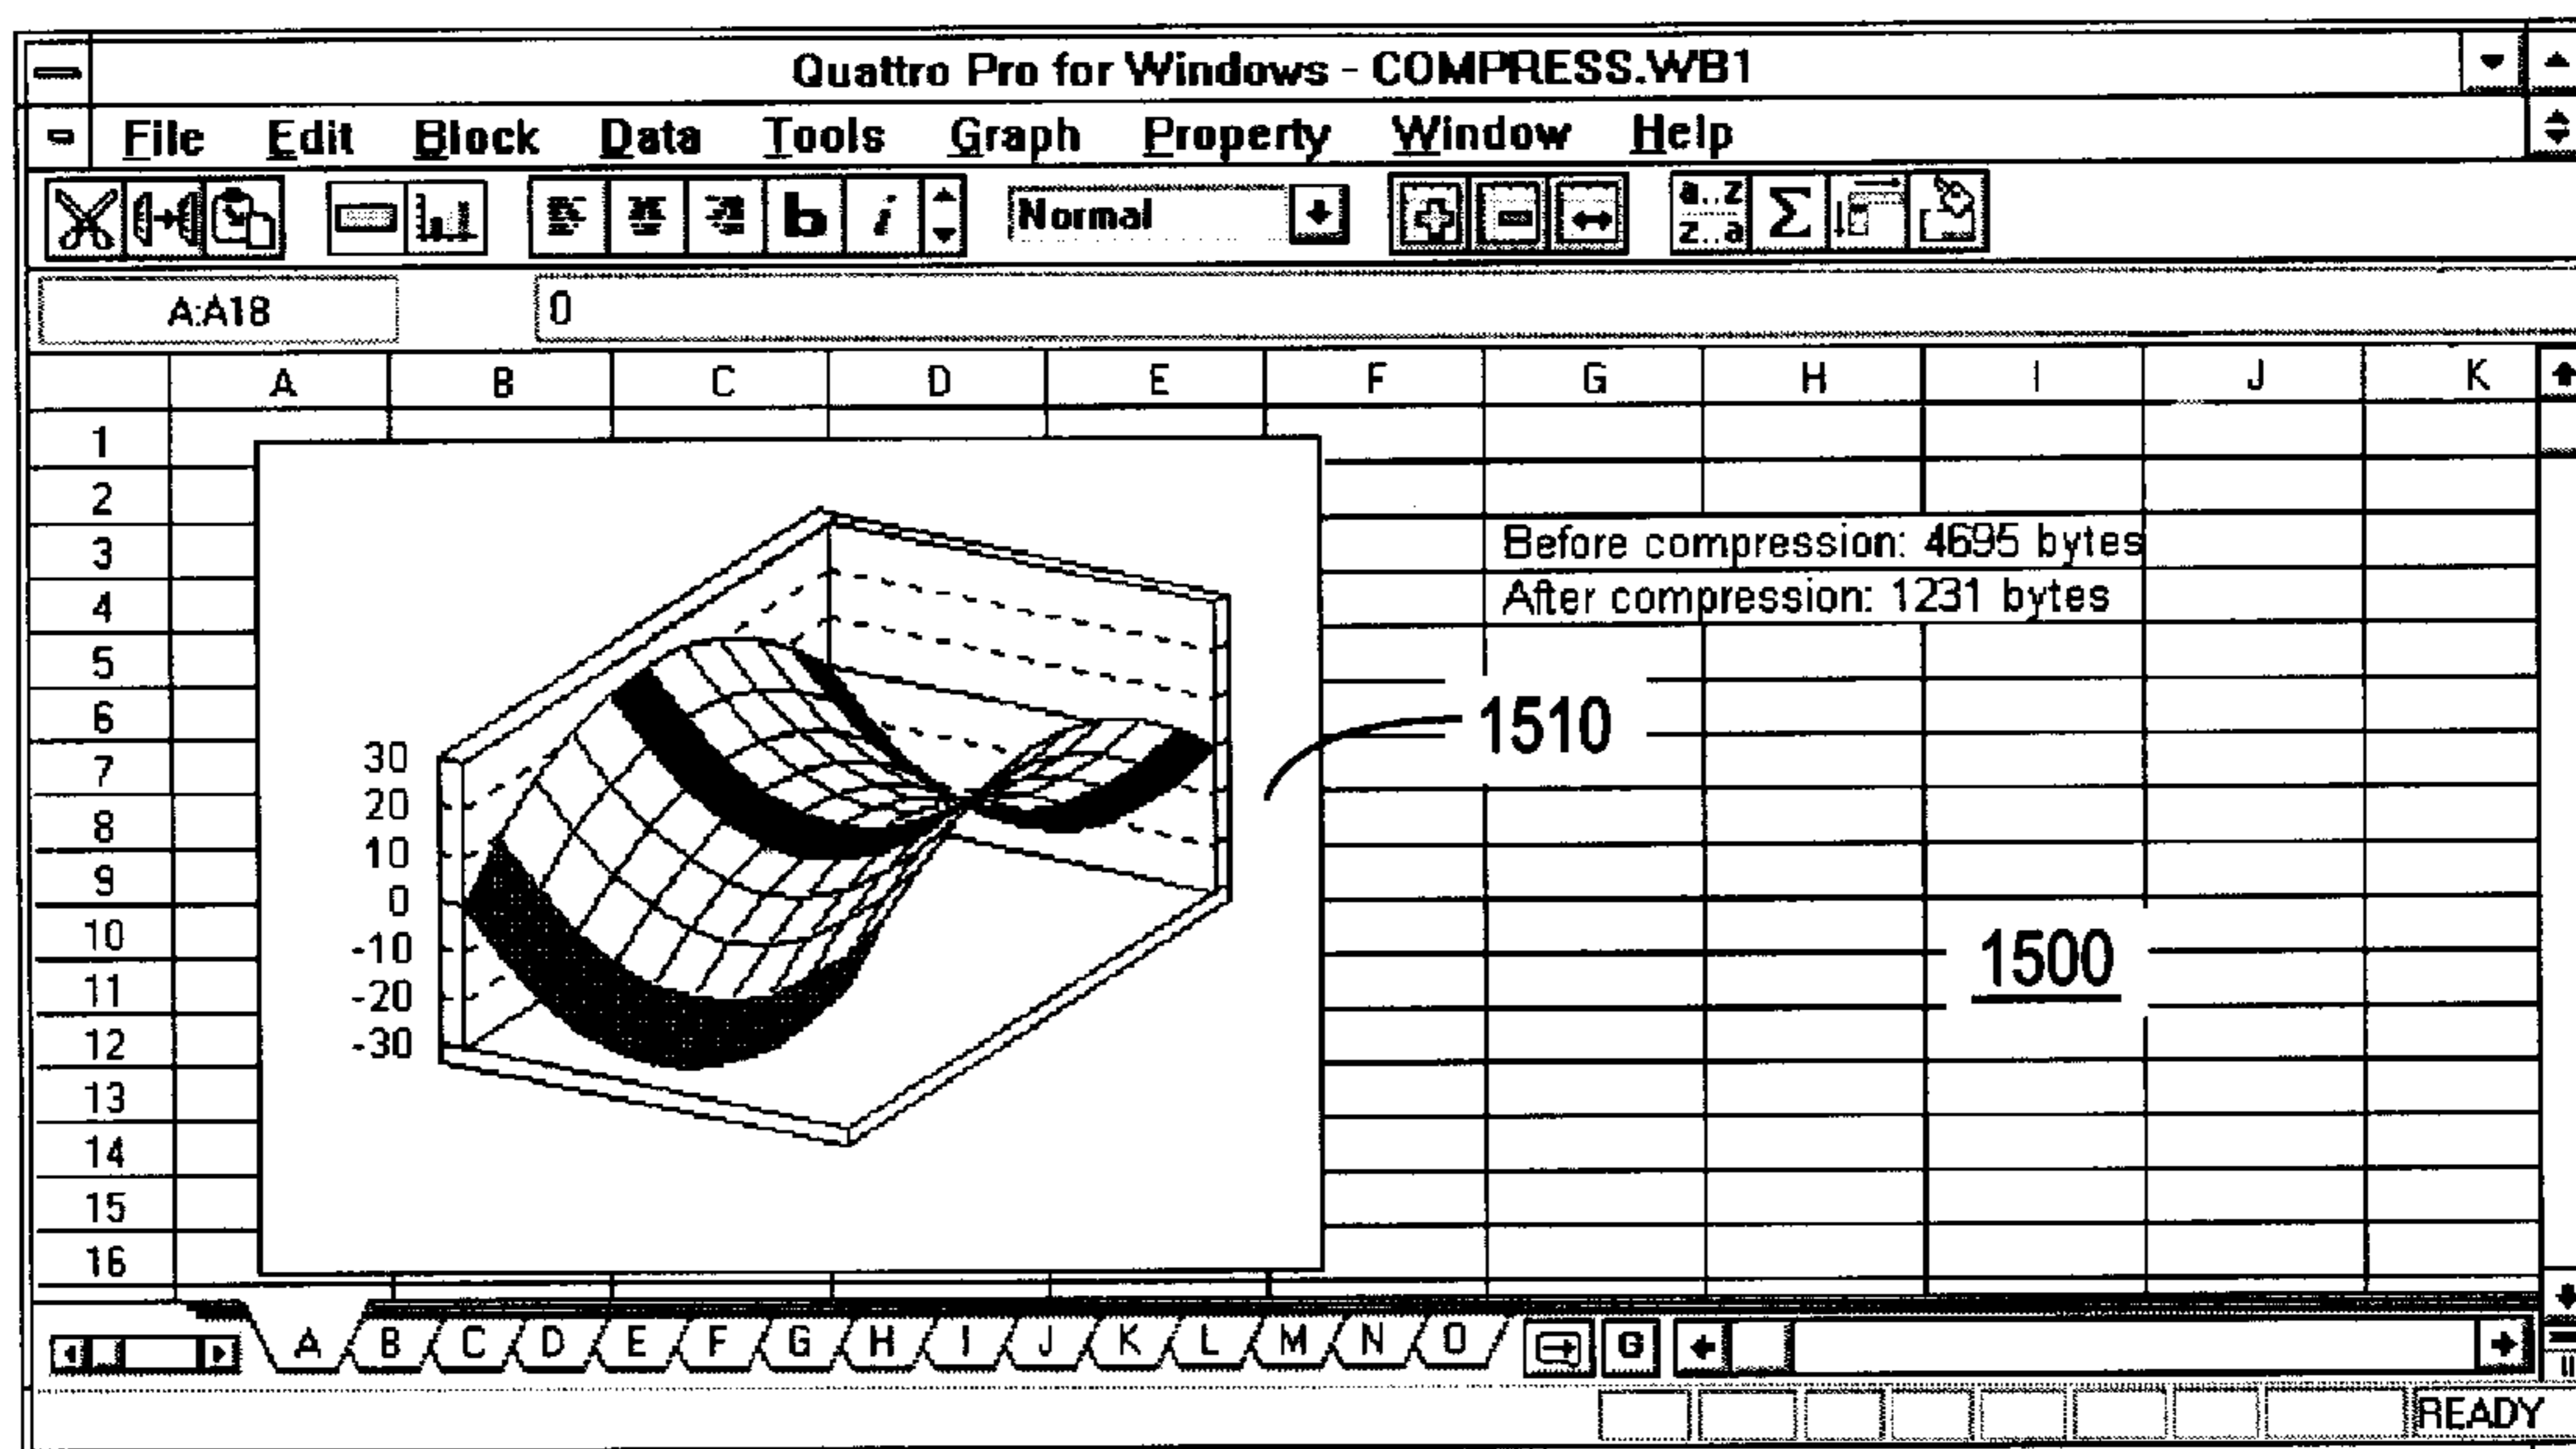 Quattro Pro for Windows - COMPRESS.WB1
File Edit Block Data Tools Graph Property Window Help
b i Normal a..z z..a Σ
A:A18 0
A B C D E F G H I J K
1
2
3 Before compression: 4695 bytes
4 After compression: 1231 bytes
5
6 1510
7
8
9
10
11
12
13
14
15
16
30
20
10
0
-10
-20
-30
1500
A B C D E F G H I J K L M N O G
READY